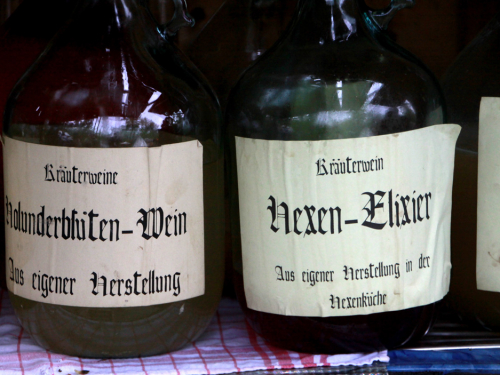 Kräuterweine
Holunderblüten-Wein
Aus eigener Herstellung
Kräuterwein
Hexen-Elixier
Aus eigener Herstellung in der
Hexenküche